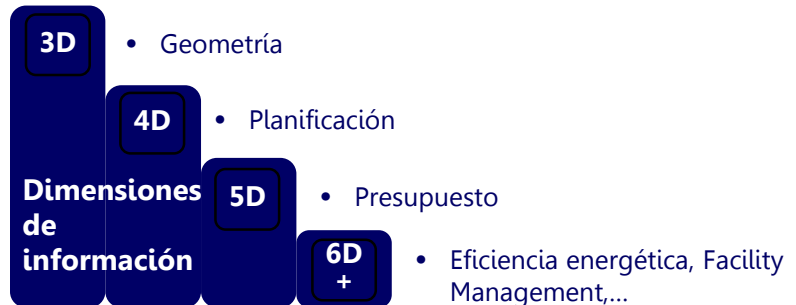 3D
• Geometría
4D
• Planificación
Dimensiones
de
información
5D
• Presupuesto
6D
+
• Eficiencia energética, Facility
Management,...